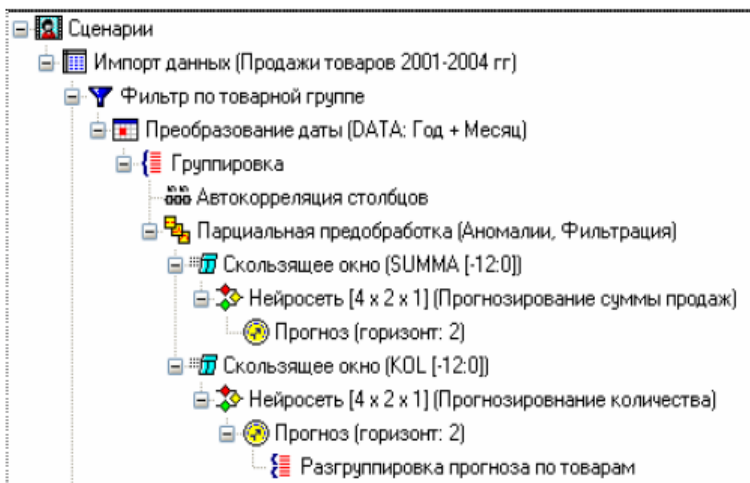 Сценарии
Импорт данных (Продажи товаров 2001-2004 гг)
Фильтр по товарной группе
Преобразование даты (DATA: Год + Месяц)
Группировка
Автокорреляция столбцов
Парциальная предобработка (Аномалии, Фильтрация)
Скользящее окно (SUMMA [-12:0])
Нейросеть [4 x 2 x 1] (Прогнозирование суммы продаж)
Прогноз (горизонт: 2)
Скользящее окно (KOL [-12:0])
Нейросеть [4 x 2 x 1] (Прогнозировнание количества)
Прогноз (горизонт: 2)
Разгруппировка прогноза по товарам